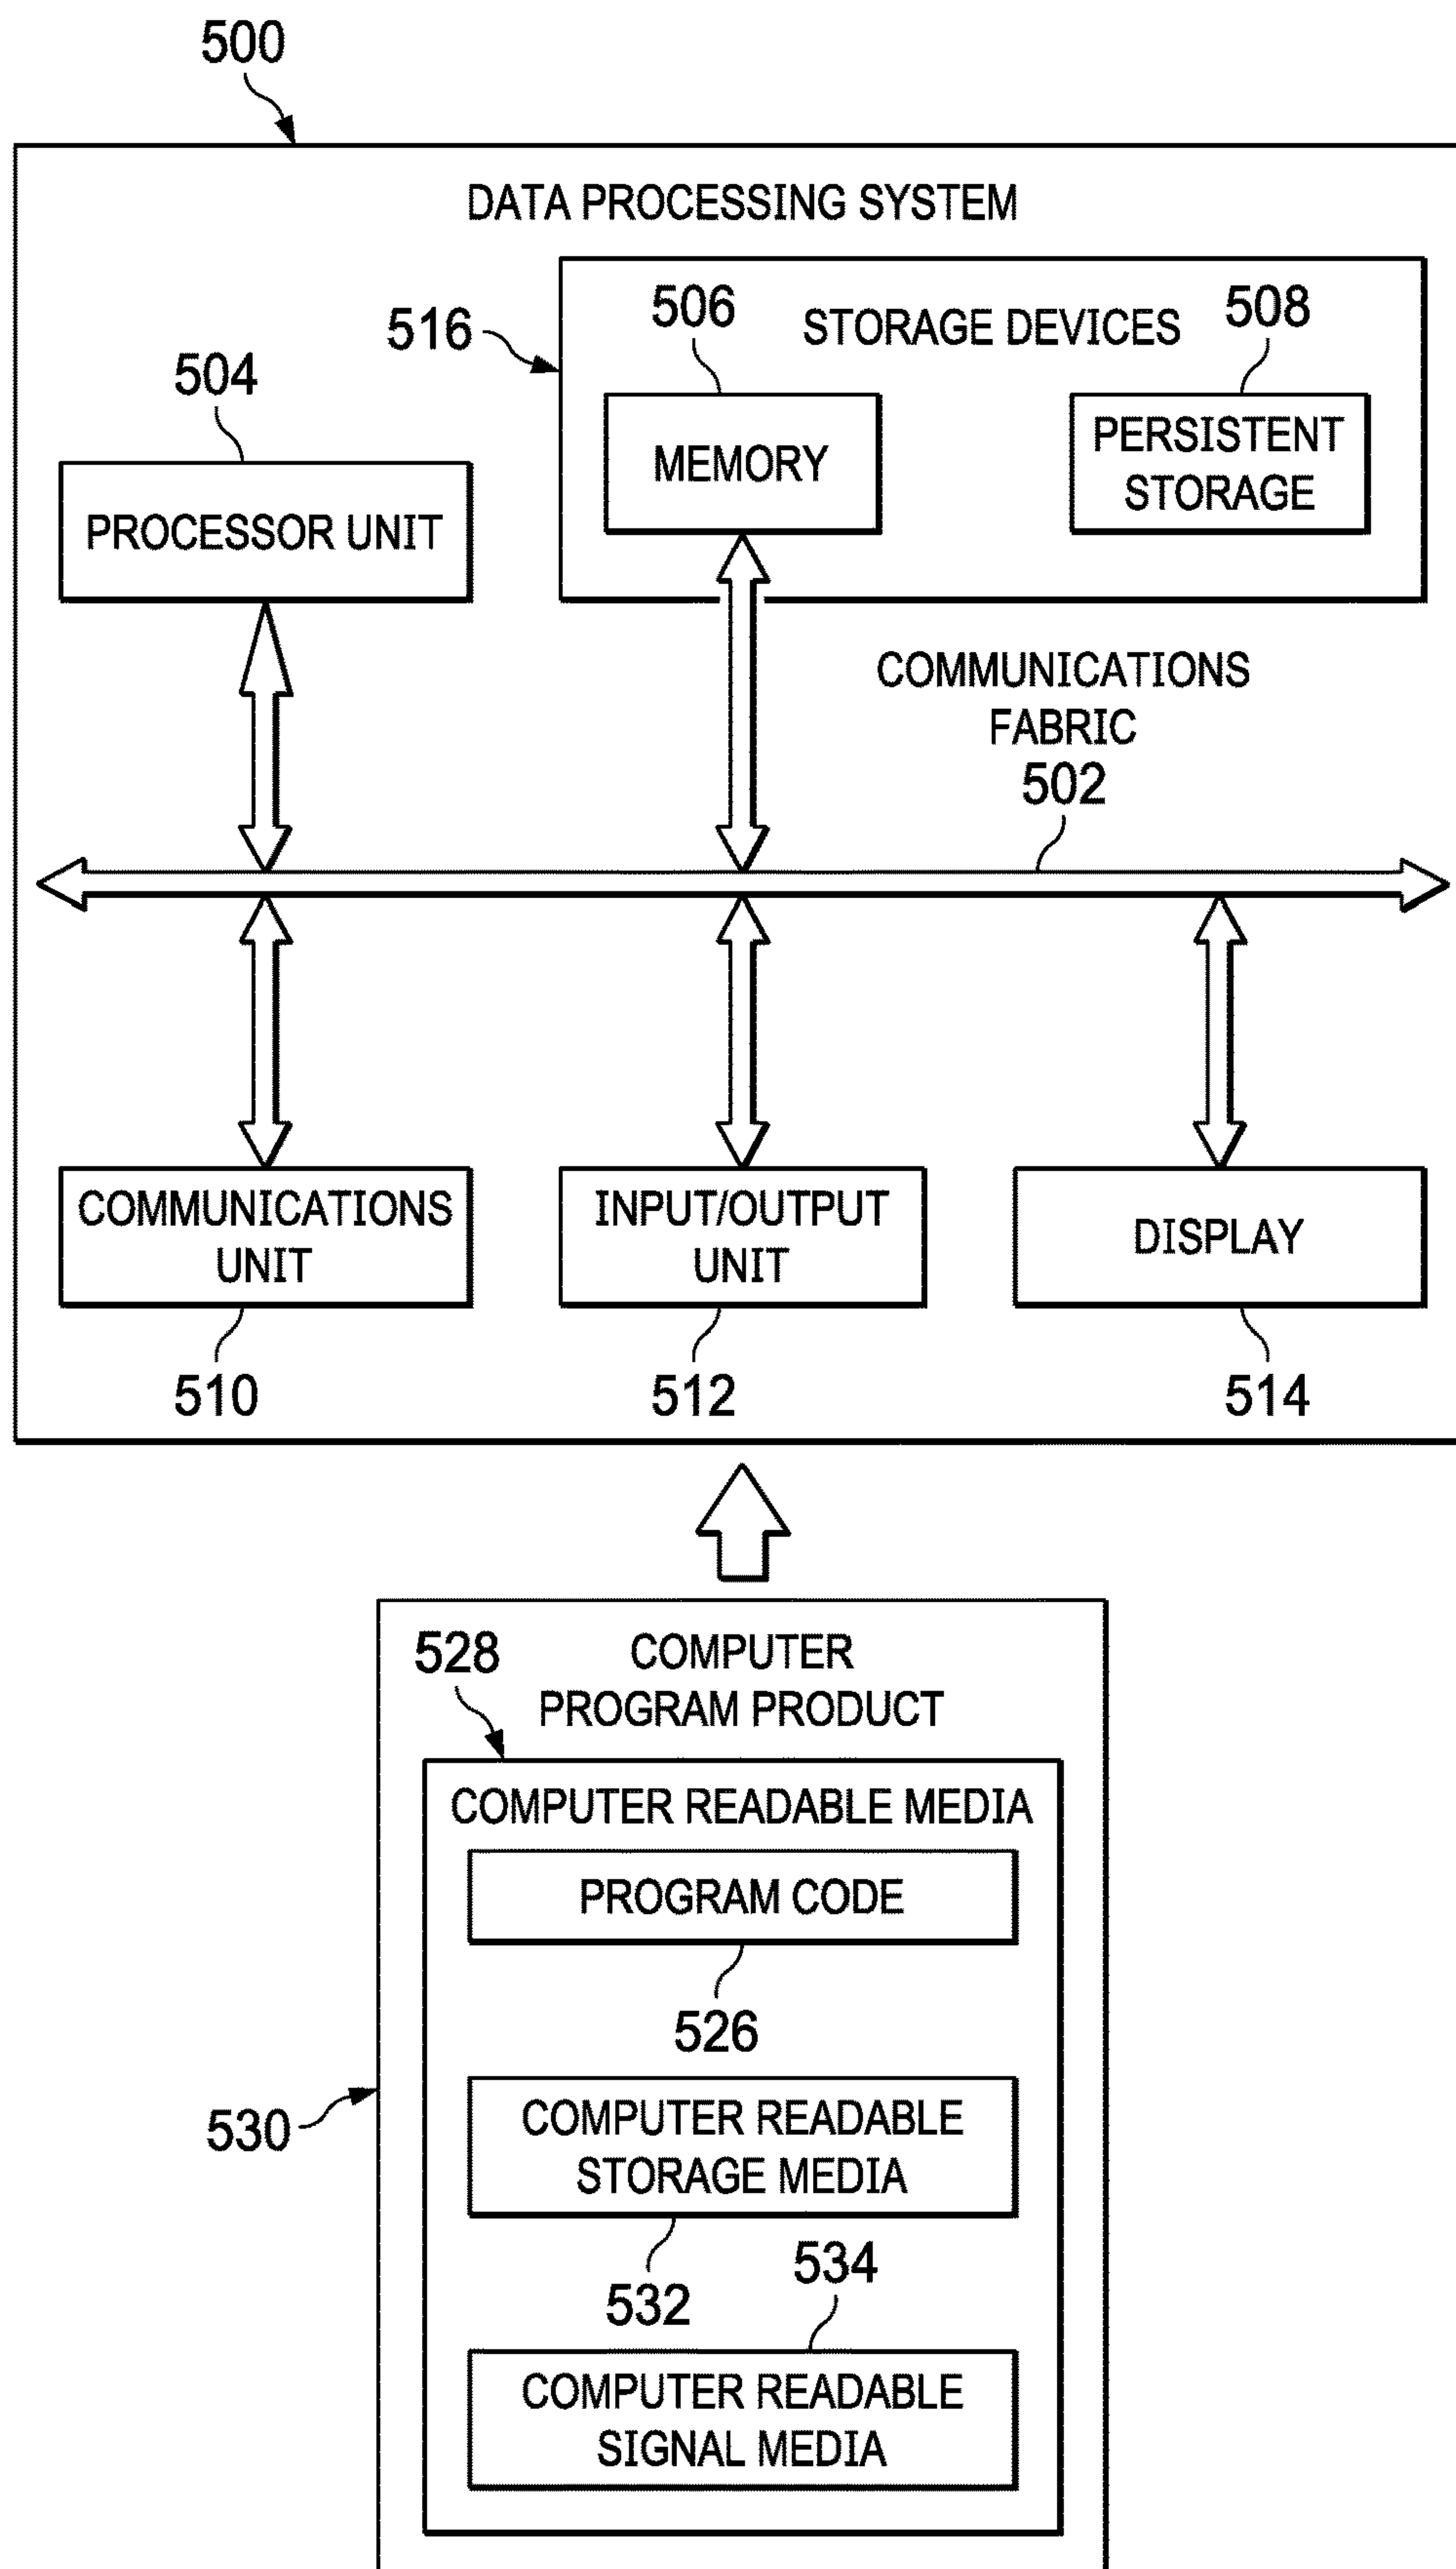 500
DATA PROCESSING SYSTEM
516
506
STORAGE DEVICES
508
504
MEMORY
PERSISTENT
STORAGE
PROCESSOR UNIT
COMMUNICATIONS
FABRIC
502
COMMUNICATIONS
UNIT
INPUT/OUTPUT
UNIT
DISPLAY
510
512
514
528
COMPUTER
PROGRAM PRODUCT
COMPUTER READABLE MEDIA
PROGRAM CODE
526
530
COMPUTER READABLE
STORAGE MEDIA
532
534
COMPUTER READABLE
SIGNAL MEDIA